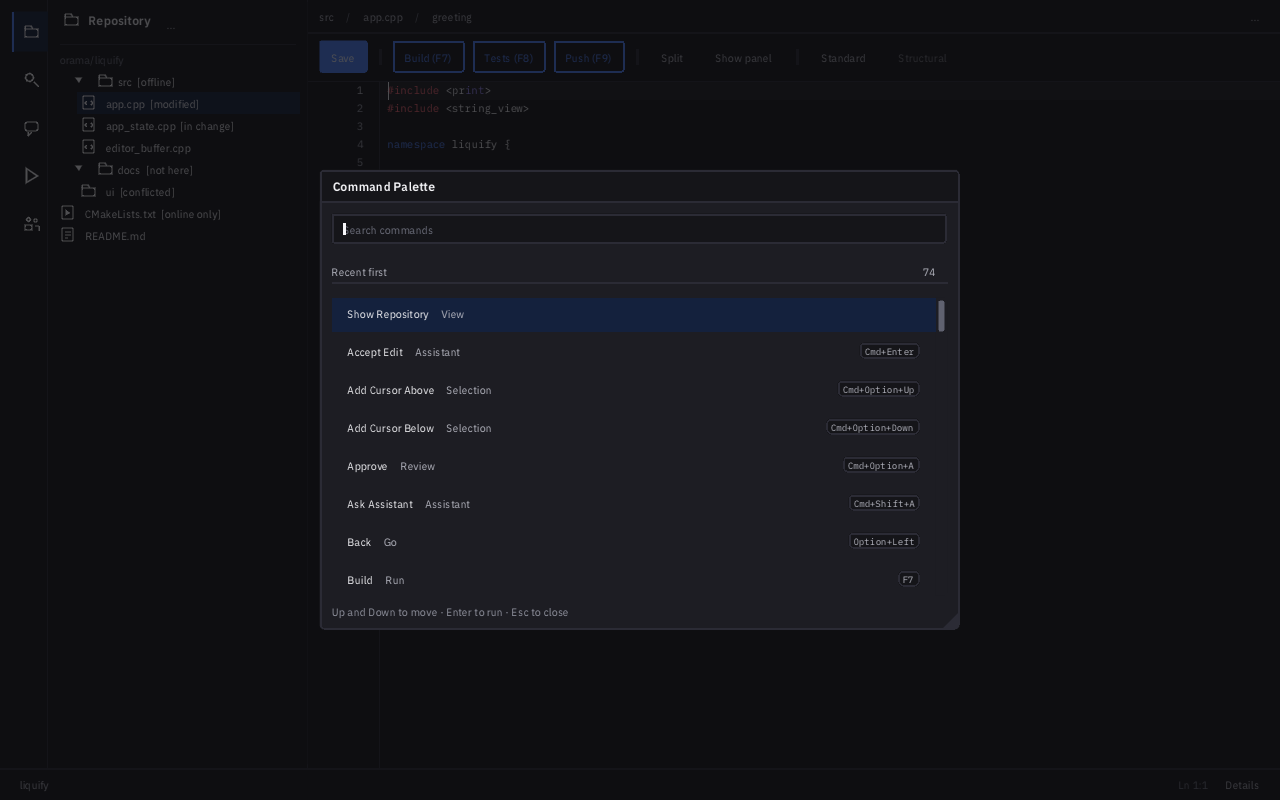 Repository ...
orama/liquify
src [offline]
app.cpp [modified]
app_state.cpp [in change]
editor_buffer.cpp
docs [not here]
ui [conflicted]
CMakeLists.txt [online only]
README.md
src / app.cpp / greeting ...
Save Build (F7) Tests (F8) Push (F9) Split Show panel Standard Structural
1 #include <print>
2 #include <string_view>
3
4 namespace liquify {
5
Command Palette
Search commands
Recent first 74
Show Repository View
Accept Edit Assistant Cmd+Enter
Add Cursor Above Selection Cmd+Option+Up
Add Cursor Below Selection Cmd+Option+Down
Approve Review Cmd+Option+A
Ask Assistant Assistant Cmd+Shift+A
Back Go Option+Left
Build Run F7
Up and Down to move · Enter to run · Esc to close
liquify Ln 1:1 Details